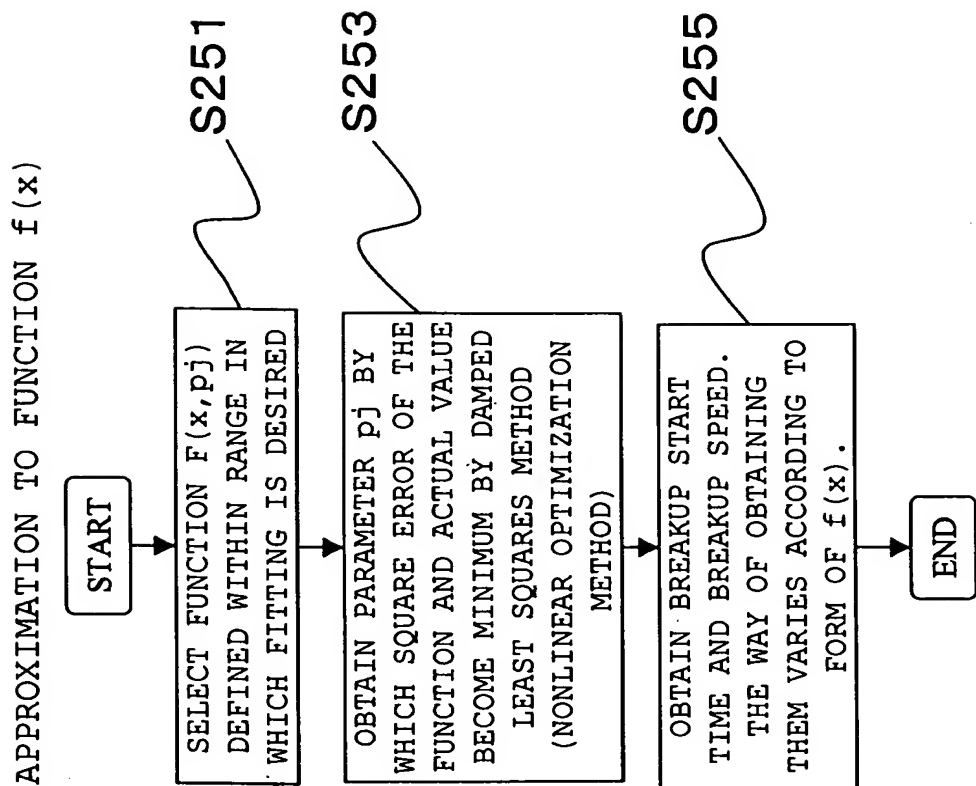 APPROXIMATION TO FUNCTION f(x)
START
SELECT FUNCTION F(x,pj)
DEFINED WITHIN RANGE IN
WHICH FITTING IS DESIRED
S251
OBTAIN PARAMETER pj BY
WHICH SQUARE ERROR OF THE
FUNCTION AND ACTUAL VALUE
BECOME MINIMUM BY DAMPED
LEAST SQUARES METHOD
(NONLINEAR OPTIMIZATION
METHOD)
S253
OBTAIN BREAKUP START
TIME AND BREAKUP SPEED.
THE WAY OF OBTAINING
THEM VARIES ACCORDING TO
FORM OF f(x).
S255
END